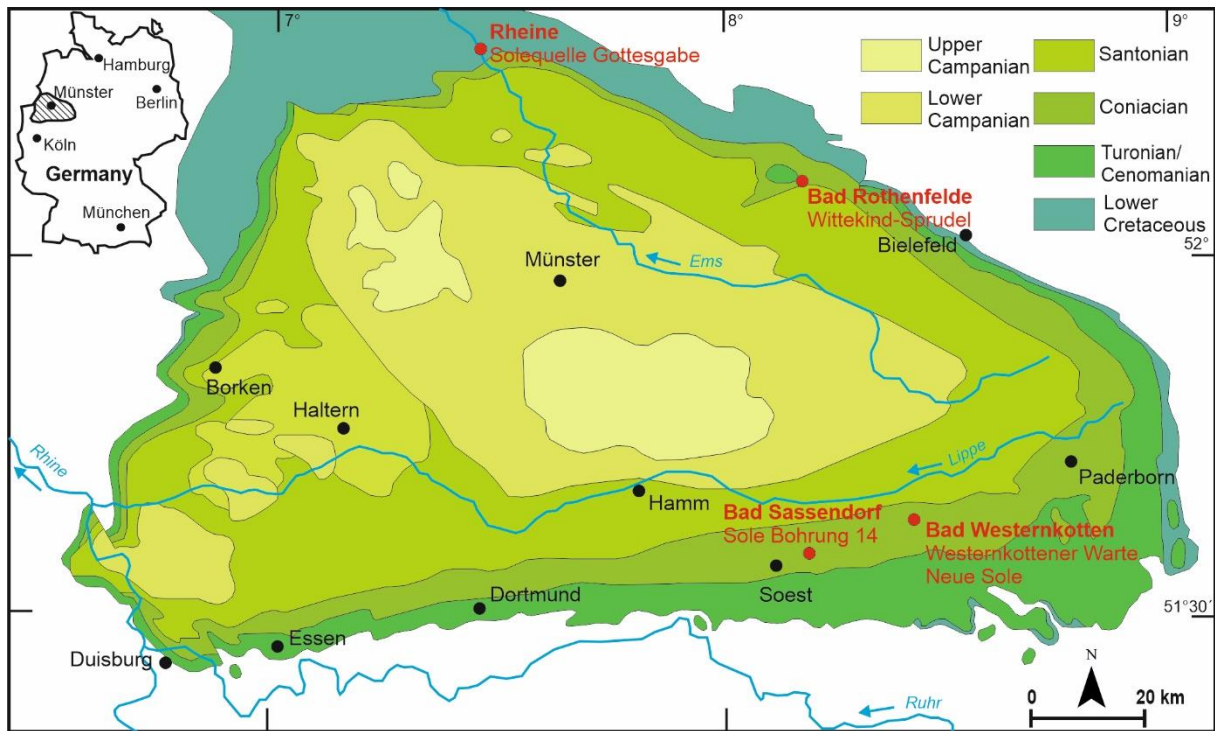 7°
8°
9°
Hamburg
Münster
Berlin
Köln
Germany
München
Rheine
Solequelle Gottesgabe
Upper
Campanian
Lower
Campanian
Santonian
Coniacian
Turonian/
Cenomanian
Lower
Cretaceous
Bad Rothenfelde
Wittekind-Sprudel
Bielefeld
52°
Münster
Ems
Borken
Haltern
Rhine
Lippe
Paderborn
Hamm
Bad Sassendorf
Sole Bohrung 14
Bad Westernkotten
Westernkottener Warte
Neue Sole
Soest
Dortmund
51°30´
Essen
Duisburg
Ruhr
N
0 20 km